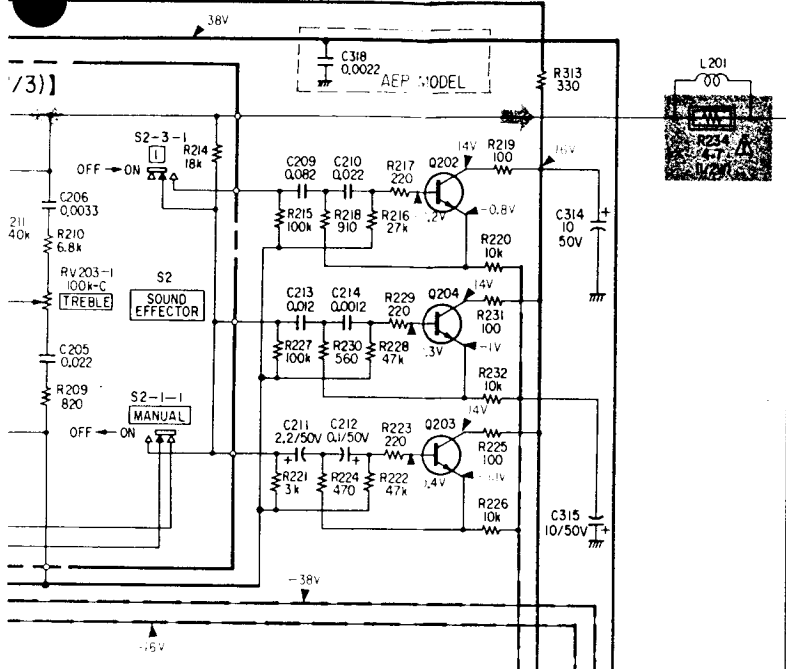 38V
C318
0.0022
AEP MODEL
/3)]
R313
330
L201
R234
4.7
S2-3-1
1
OFF → ON
R214
18k
C206
0.0033
211
40k
R210
6.8k
RV203-1
100k-C
TREBLE
C205
0.022
R209
820
S2
SOUND
EFFECTOR
S2-1-1
MANUAL
OFF ← ON
C209
0.082
C210
0.022
R217
220
Q202
14V
R219
100
16V
R215
100k
R218
910
R216
27k
-0.8V
R220
10k
C314
10
50V
+
C213
0.012
C214
0.0012
R229
220
Q204
14V
R231
100
R227
100k
R230
560
R228
47k
-1V
R232
10k
C211
2.2/50V
+
C212
0.1/50V
+
R223
220
Q203
14V
R225
100
R221
3k
R224
470
R222
47k
R226
10k
C315
10/50V
+
-38V